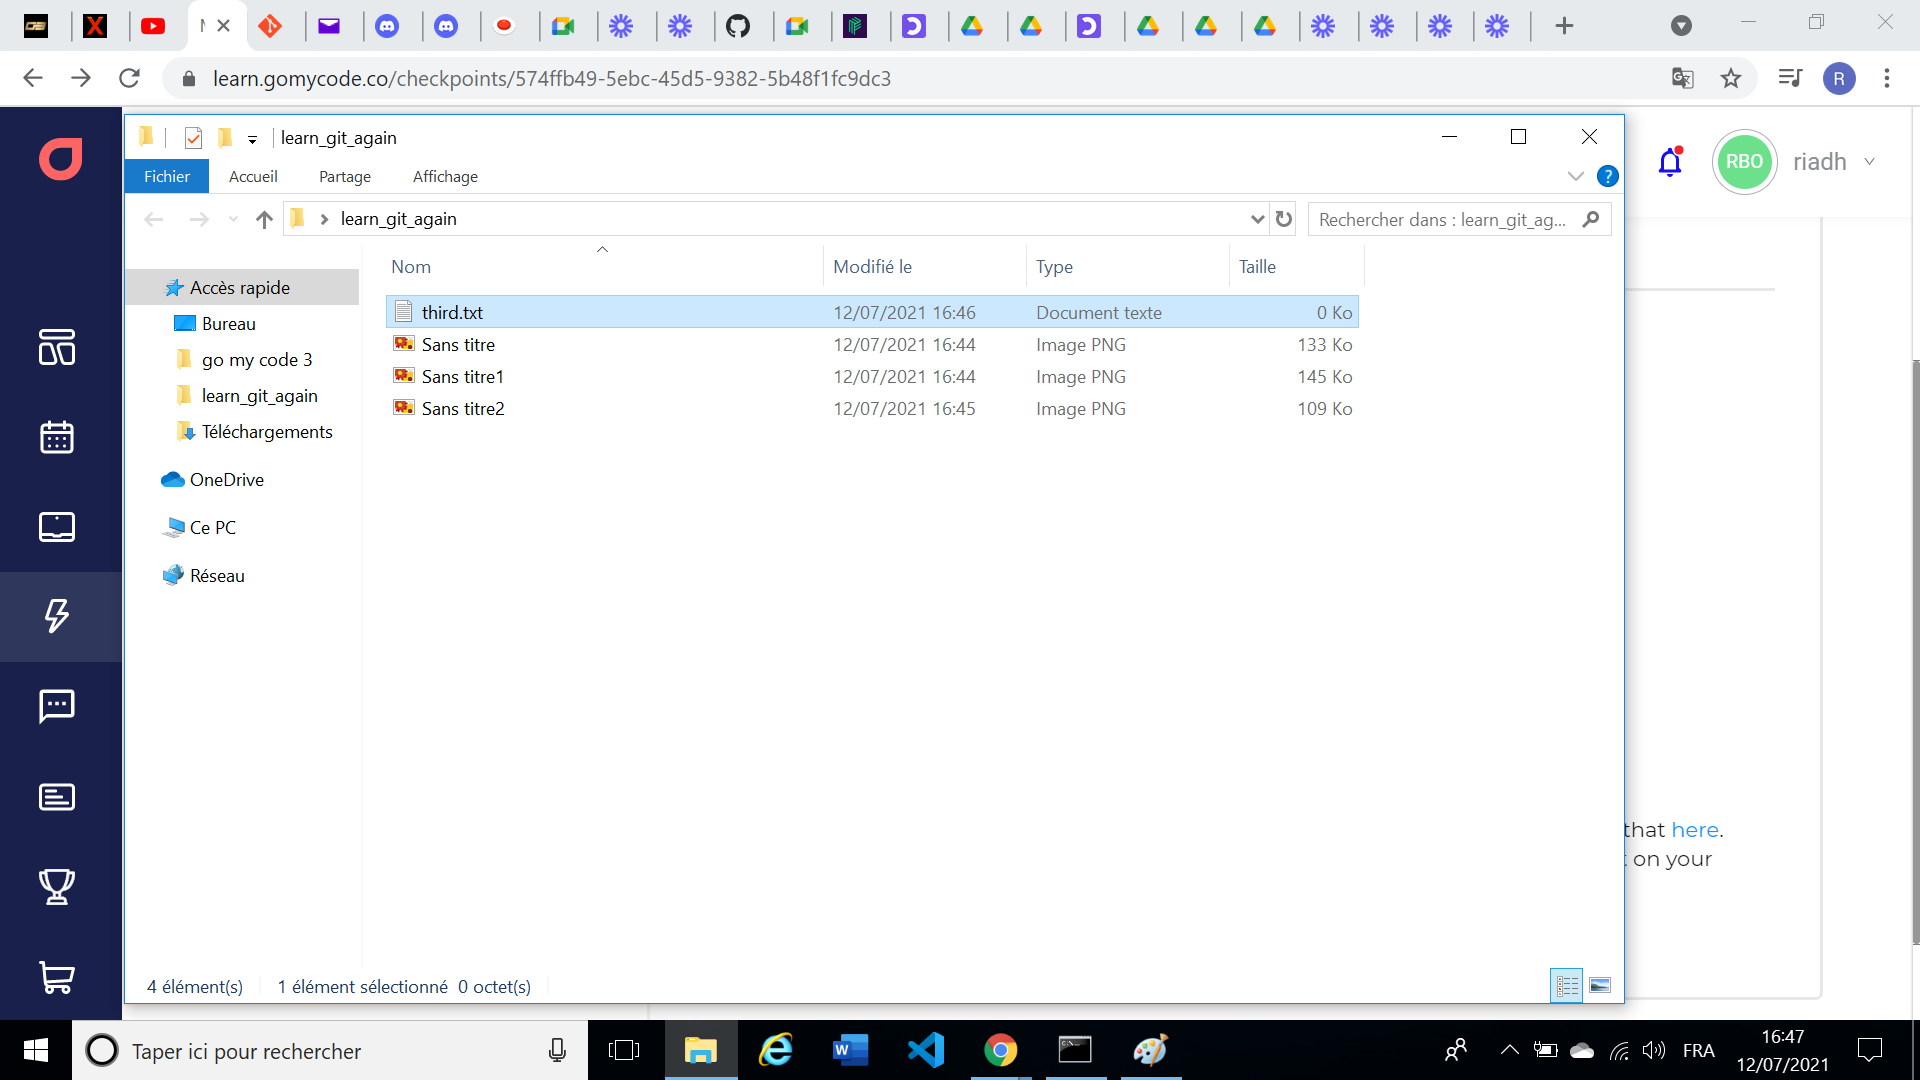 learn.gomycode.co/checkpoints/574ffb49-5ebc-45d5-9382-5b48f1fc9dc3
R
learn_git_again
Fichier Accueil Partage Affichage
?
RBO riadh
learn_git_again
Rechercher dans : learn_git_ag...
Nom Modifié le Type Taille
Accès rapide
Bureau
go my code 3
learn_git_again
Téléchargements
OneDrive
Ce PC
Réseau
third.txt 12/07/2021 16:46 Document texte 0 Ko
Sans titre 12/07/2021 16:44 Image PNG 133 Ko
Sans titre1 12/07/2021 16:44 Image PNG 145 Ko
Sans titre2 12/07/2021 16:45 Image PNG 109 Ko
that here.
on your
4 élément(s) 1 élément sélectionné 0 octet(s)
Taper ici pour rechercher
FRA
16:47
12/07/2021